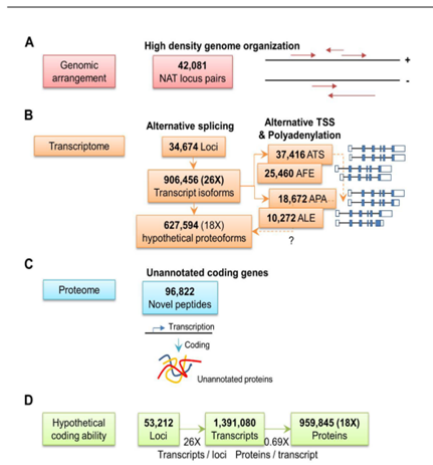 A
High density genome organization
Genomic
arrangement
42,081
NAT locus pairs
+
-
B
Alternative splicing
Alternative TSS
& Polyadenylation
Transcriptome
34,674 Loci
37,416 ATS
25,460 AFE
906,456 (26X)
Transcript isoforms
18,672 APA
10,272 ALE
627,594 (18X)
hypothetical proteoforms
?
C
Unannotated coding genes
Proteome
96,822
Novel peptides
Transcription
Coding
Unannotated proteins
D
Hypothetical
coding ability
53,212
Loci
1,391,080
Transcripts
959,845 (18X)
Proteins
26X
0.69X
Transcripts / loci
Proteins / transcript